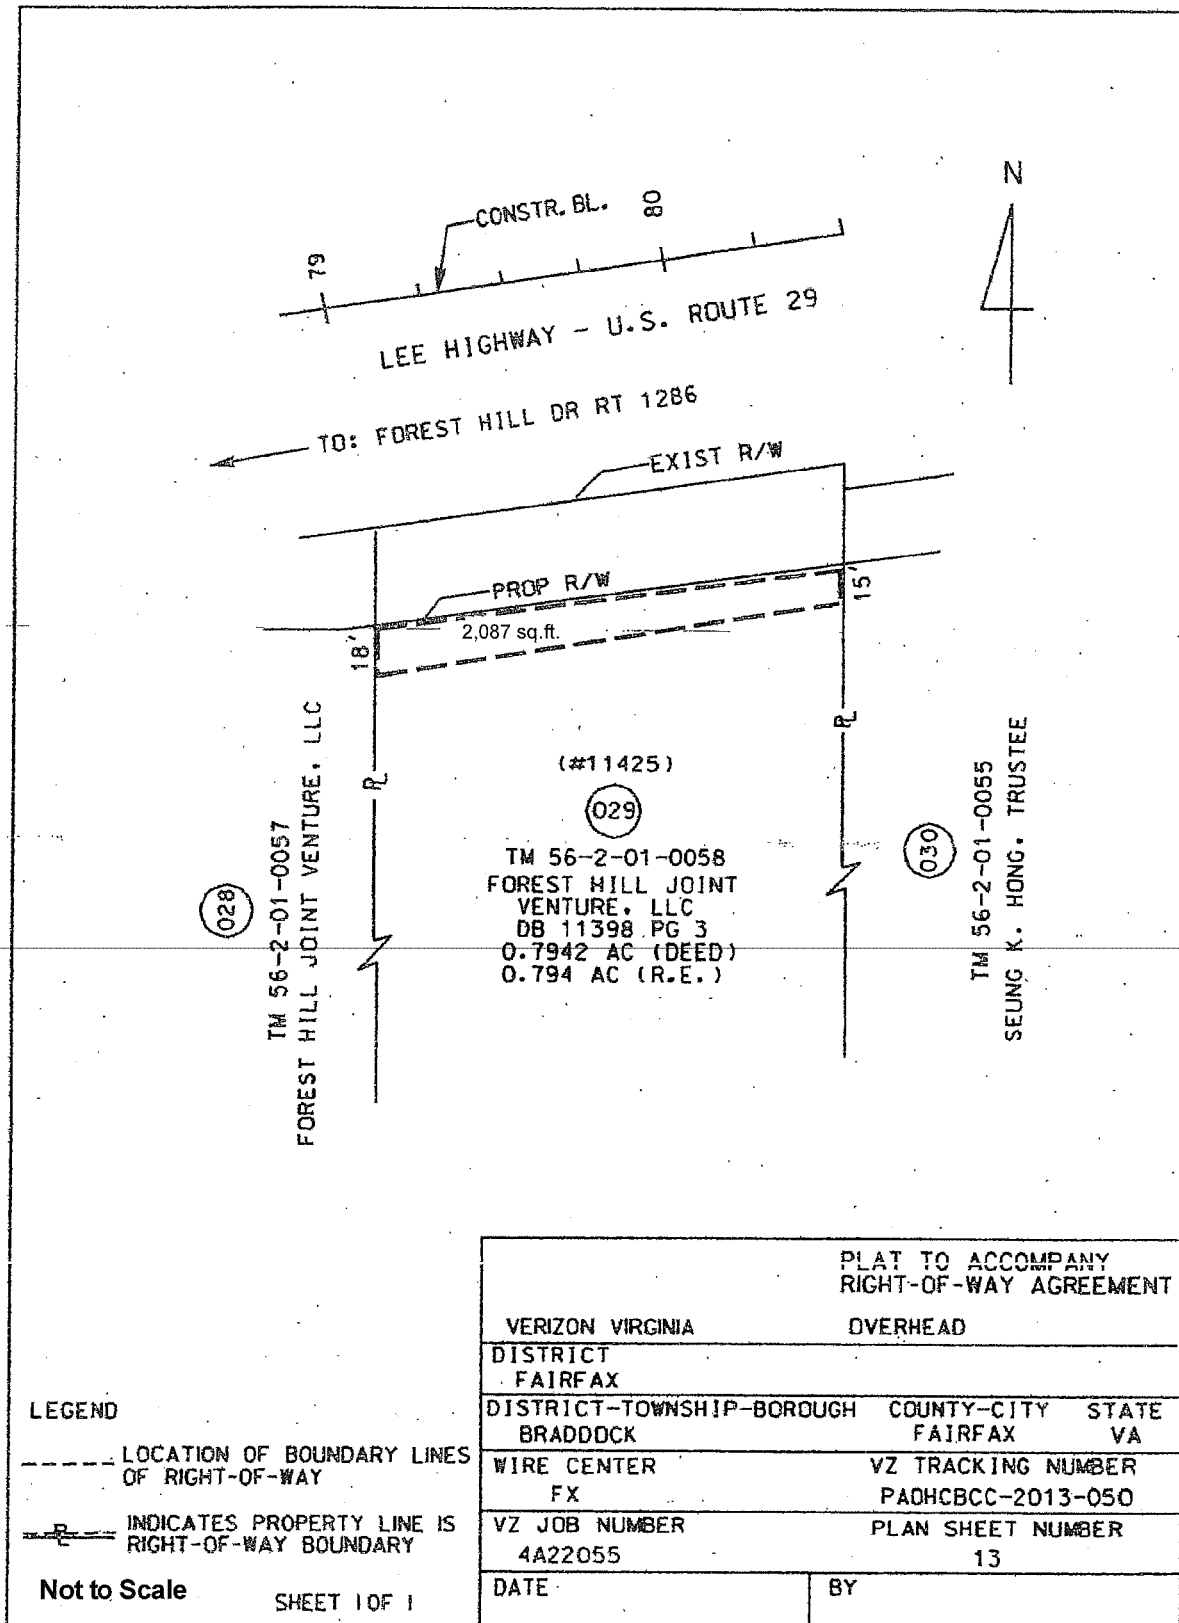 N
CONSTR. BL.
79
80
LEE HIGHWAY - U.S. ROUTE 29
TO: FOREST HILL DR RT 1286
EXIST R/W
PROP R/W
2,087 sq.ft.
18'
15'
PL
PL
(#11425)
029
TM 56-2-01-0058
FOREST HILL JOINT
VENTURE, LLC
DB 11398 PG 3
0.7942 AC (DEED)
0.794 AC (R.E.)
028
TM 56-2-01-0057
FOREST HILL JOINT VENTURE, LLC
030
TM 56-2-01-0055
SEUNG K. HONG, TRUSTEE
PLAT TO ACCOMPANY
RIGHT-OF-WAY AGREEMENT
VERIZON VIRGINIA OVERHEAD
DISTRICT
FAIRFAX
DISTRICT-TOWNSHIP-BOROUGH COUNTY-CITY STATE
BRADDOCK FAIRFAX VA
WIRE CENTER VZ TRACKING NUMBER
FX PAOHCBCC-2013-050
VZ JOB NUMBER PLAN SHEET NUMBER
4A22055 13
DATE BY
LEGEND
LOCATION OF BOUNDARY LINES
OF RIGHT-OF-WAY
PL INDICATES PROPERTY LINE IS
RIGHT-OF-WAY BOUNDARY
Not to Scale SHEET 1 OF 1